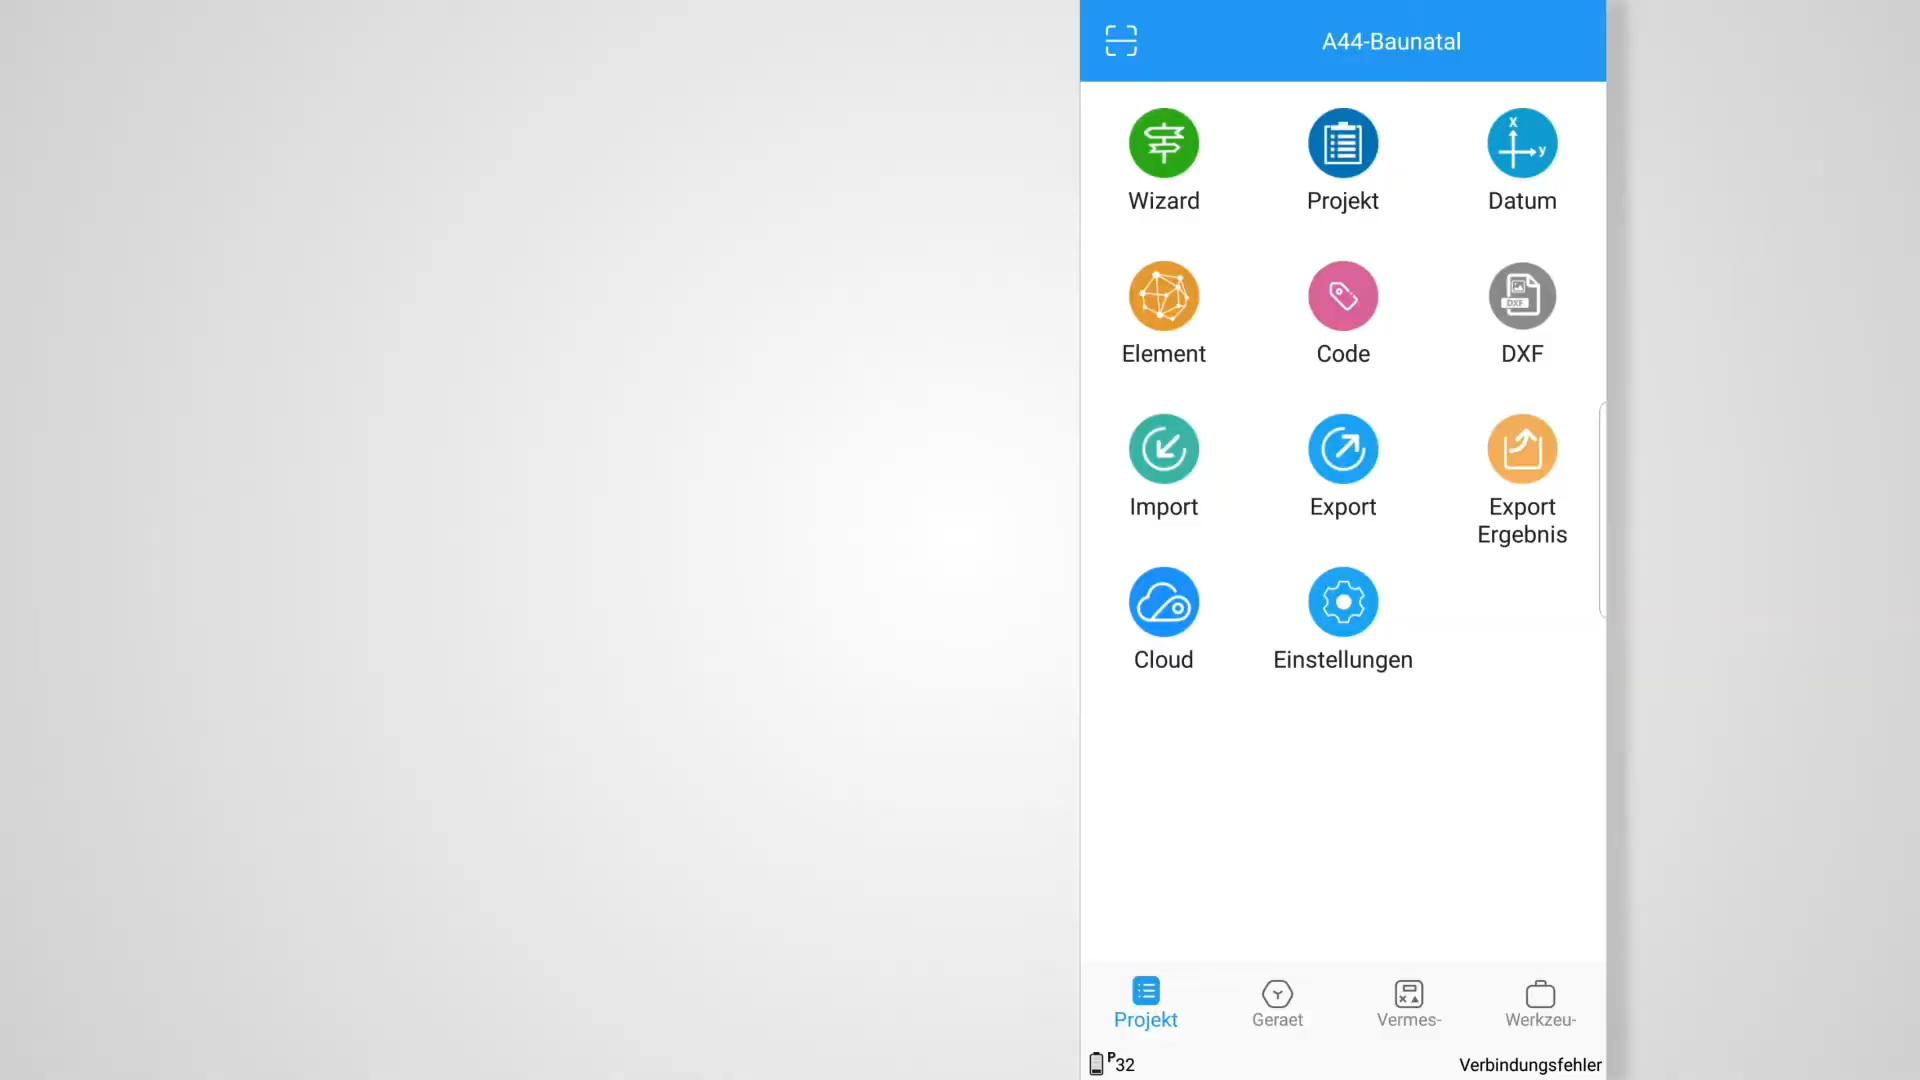 A44-Baunatal
Wizard
Projekt
Datum
X
y
Element
Code
DXF
DXF
Import
Export
Export
Ergebnis
Cloud
Einstellungen
Projekt
Geraet
Vermes-
Werkzeu-
P32
Verbindungsfehler